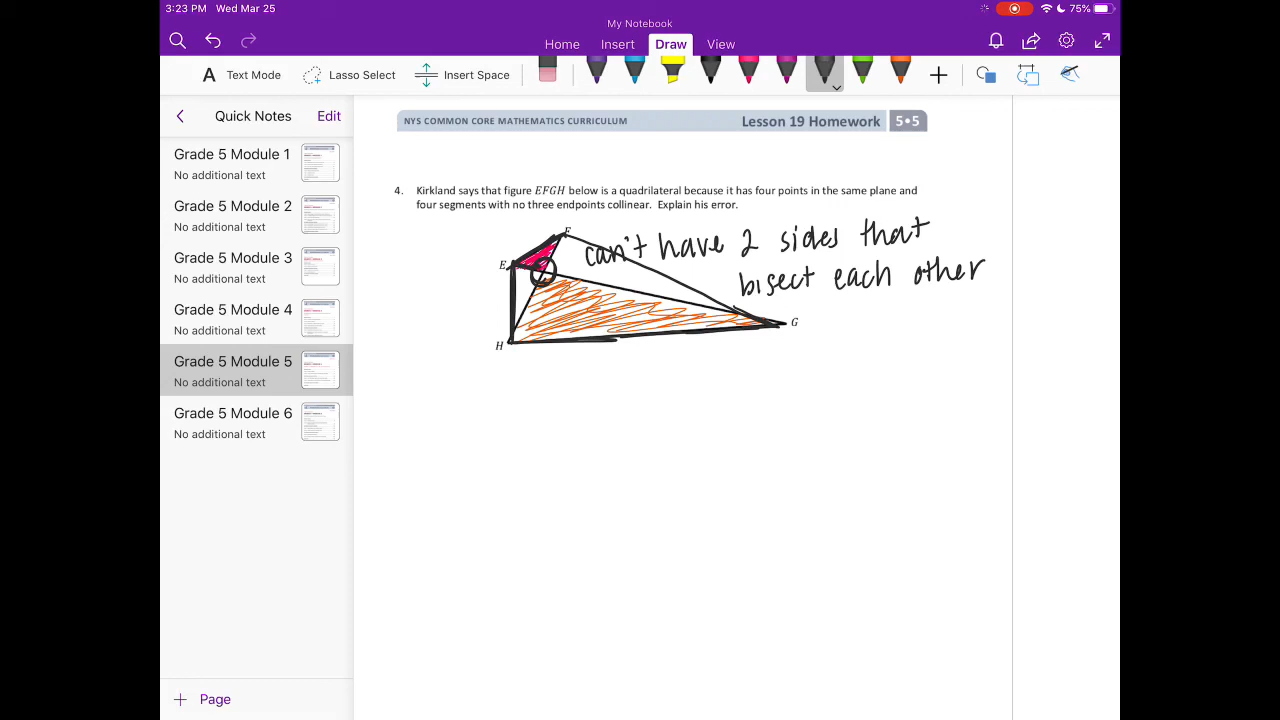 3:23 PM Wed Mar 25
75%
My Notebook
Home Insert Draw View
Text Mode Lasso Select Insert Space
Quick Notes Edit
Grade 5 Module 1
No additional text
Grade 5 Module 2
No additional text
Grade 5 Module 3
No additional text
Grade 5 Module 4
No additional text
Grade 5 Module 5
No additional text
Grade 5 Module 6
No additional text
Page
NYS COMMON CORE MATHEMATICS CURRICULUM Lesson 19 Homework 5•5
4. Kirkland says that figure EFGH below is a quadrilateral because it has four points in the same plane and
four segments with no three endpoints collinear. Explain his error.
F
can't have 2 sides that
E
bisect each other
G
H